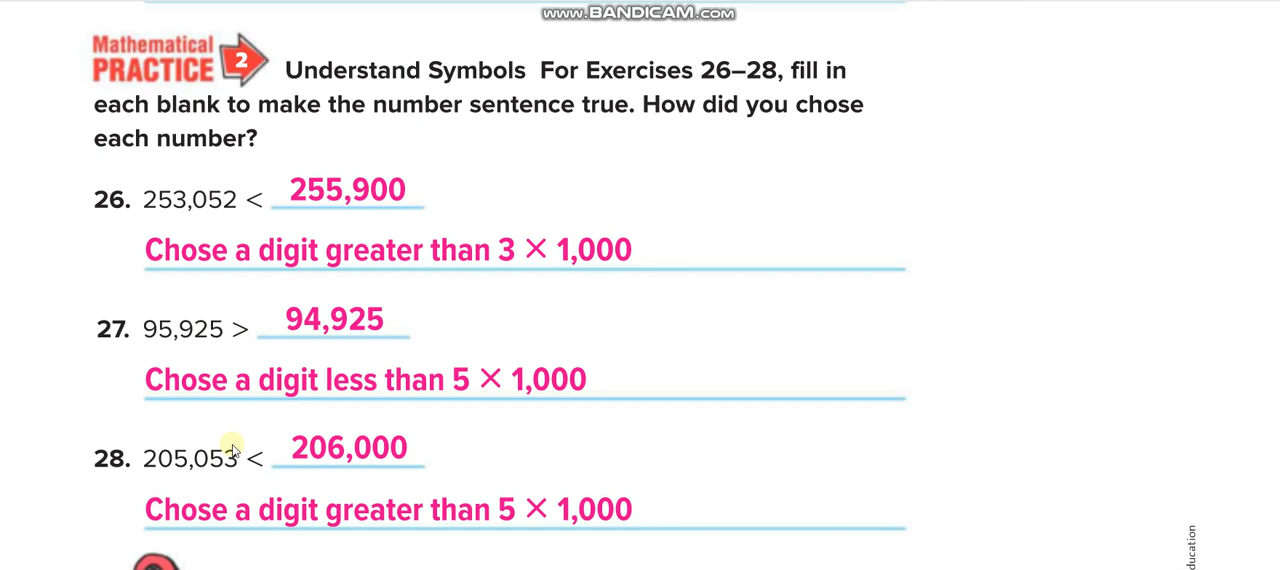 www.BANDICAM.com
Mathematical
PRACTICE 2 Understand Symbols For Exercises 26–28, fill in
each blank to make the number sentence true. How did you chose
each number?
26. 253,052 < 255,900
Chose a digit greater than 3 × 1,000
27. 95,925 > 94,925
Chose a digit less than 5 × 1,000
28. 205,053 < 206,000
Chose a digit greater than 5 × 1,000
ducation